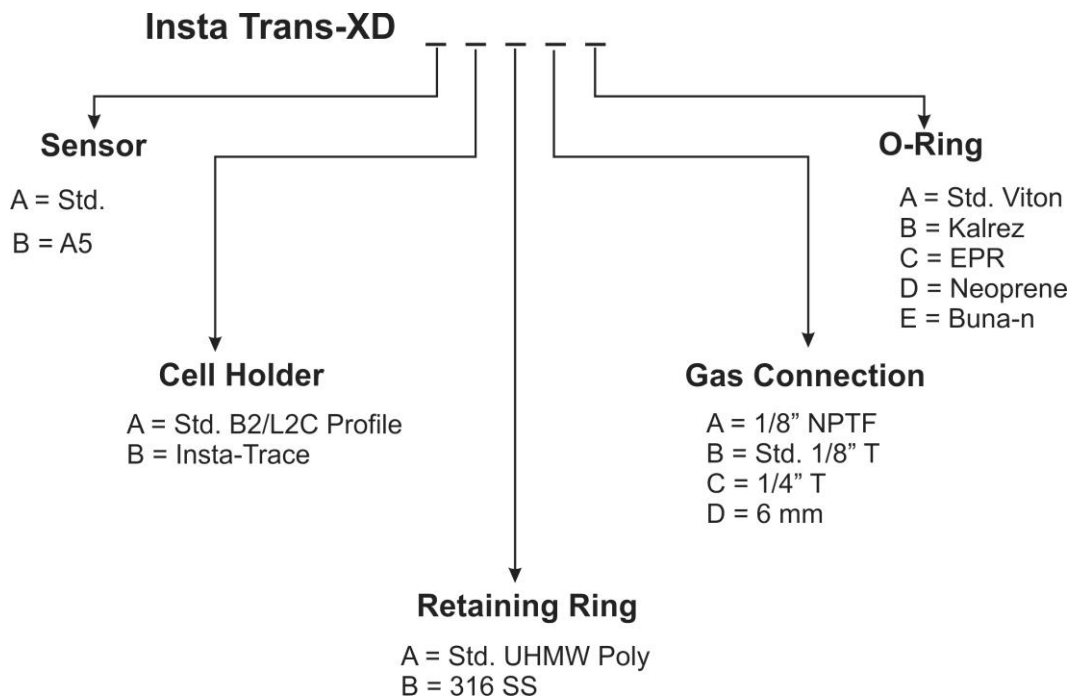 Insta Trans-XD _ _ _ _ _
Sensor
A = Std.
B = A5
Cell Holder
A = Std. B2/L2C Profile
B = Insta-Trace
Retaining Ring
A = Std. UHMW Poly
B = 316 SS
Gas Connection
A = 1/8” NPTF
B = Std. 1/8” T
C = 1/4” T
D = 6 mm
O-Ring
A = Std. Viton
B = Kalrez
C = EPR
D = Neoprene
E = Buna-n